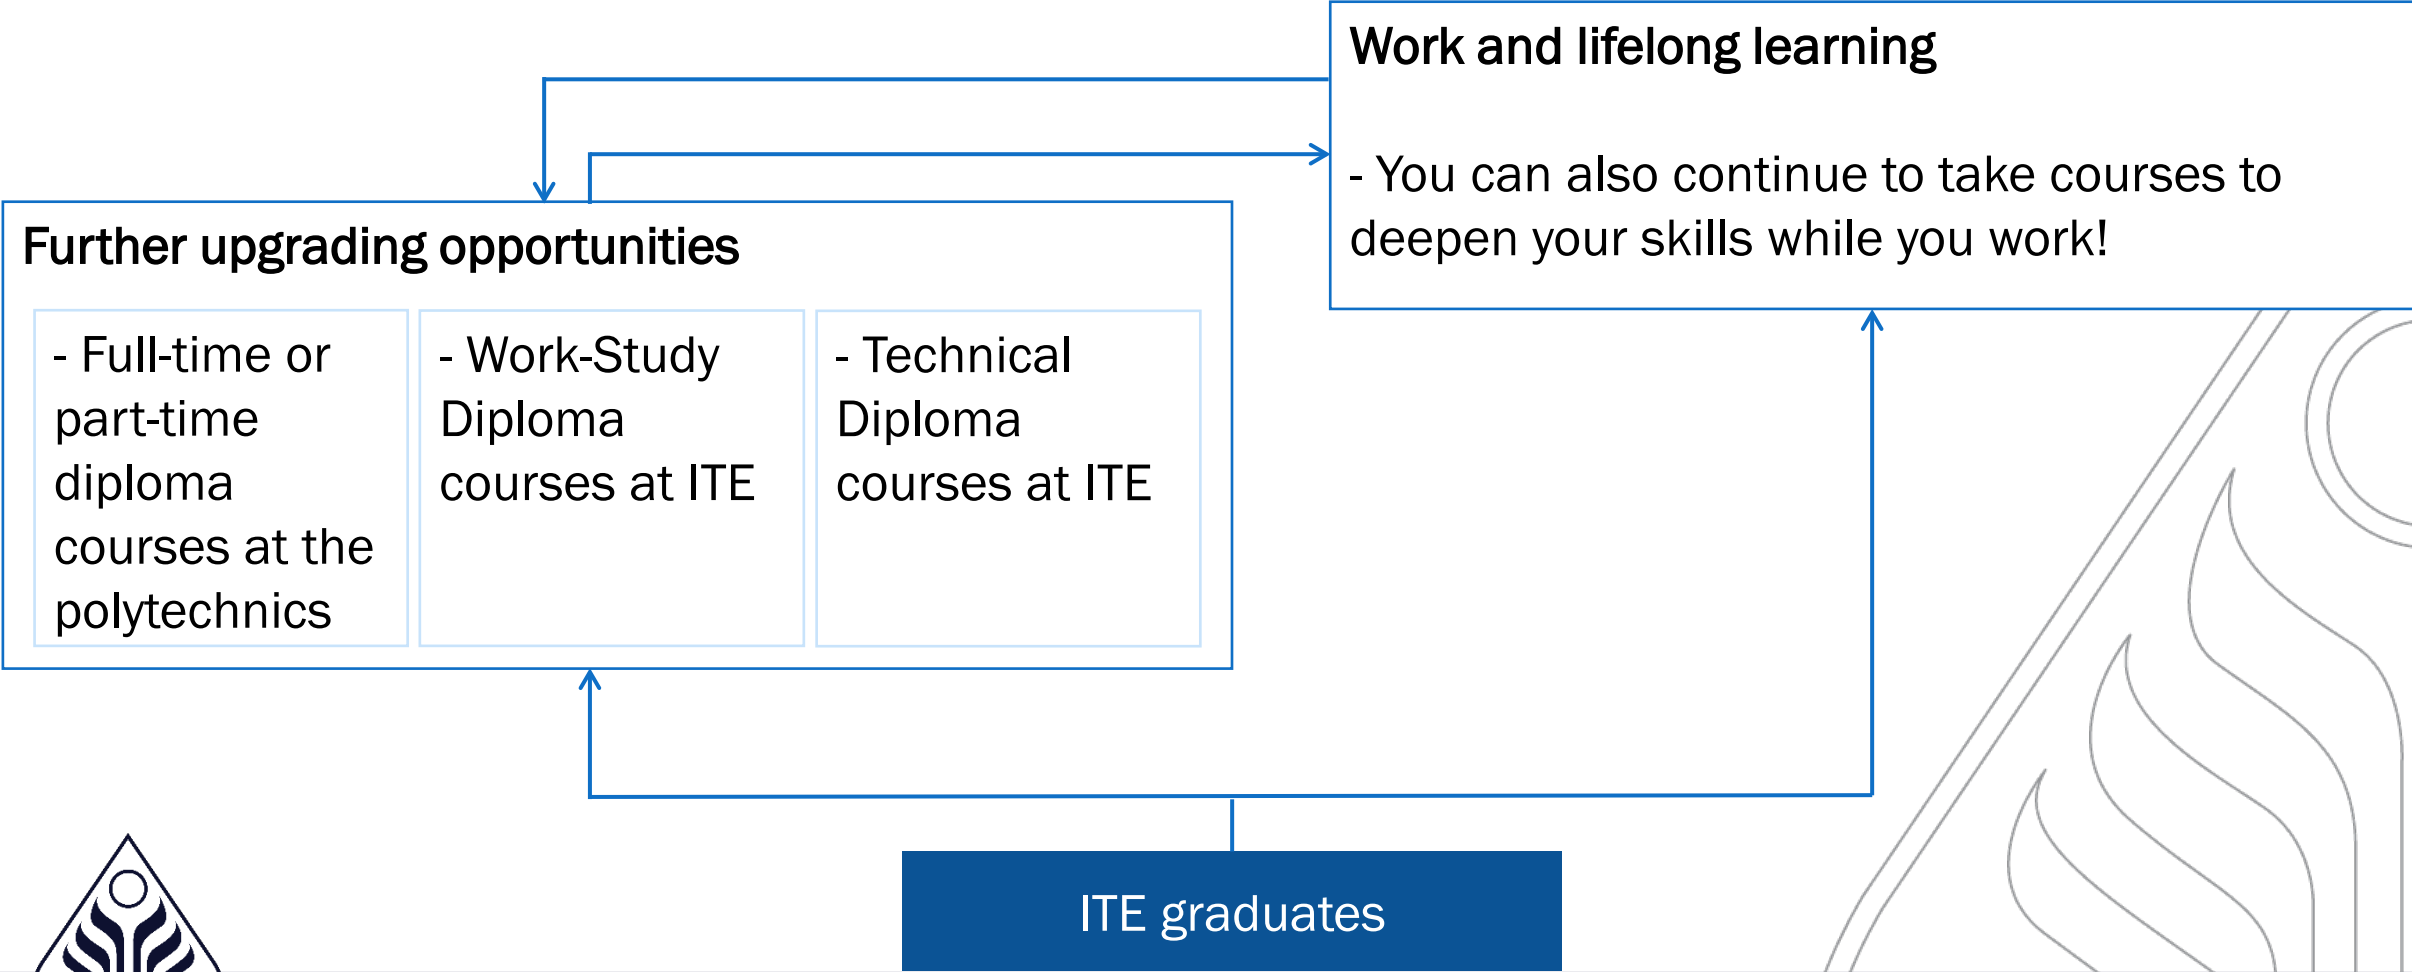 Work and lifelong learning
- You can also continue to take courses to
deepen your skills while you work!
Further upgrading opportunities
- Full-time or
part-time
diploma
courses at the
polytechnics
- Work-Study
Diploma
courses at ITE
- Technical
Diploma
courses at ITE
ITE graduates